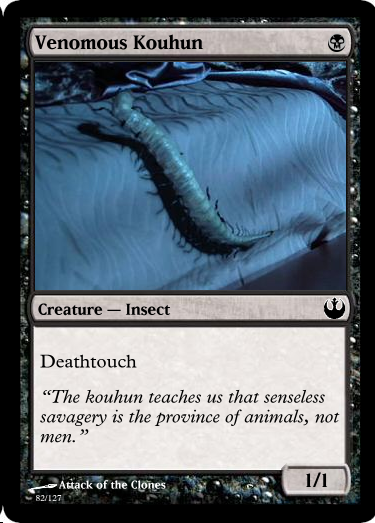 Venomous Kouhun
Creature — Insect
Deathtouch
“The kouhun teaches us that senseless
savagery is the province of animals, not
men.”
1/1
Attack of the Clones
82/127